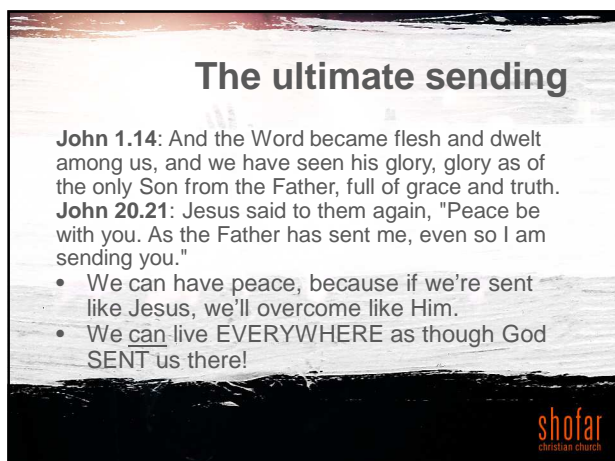 The ultimate sending
John 1.14: And the Word became flesh and dwelt
among us, and we have seen his glory, glory as of
the only Son from the Father, full of grace and truth.
John 20.21: Jesus said to them again, "Peace be
with you. As the Father has sent me, even so I am
sending you."
• We can have peace, because if we're sent
like Jesus, we'll overcome like Him.
• We can live EVERYWHERE as though God
SENT us there!
shofar
christian church